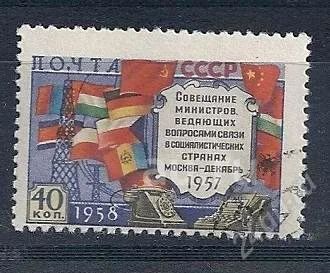 ПОЧТА СССР
СОВЕЩАНИЕ
МИНИСТРОВ,
ВЕДАЮЩИХ
ВОПРОСАМИ СВЯЗИ
В СОЦИАЛИСТИЧЕСКИХ
СТРАНАХ
МОСКВА-ДЕКАБРЬ
1957
40
КОП.
1958